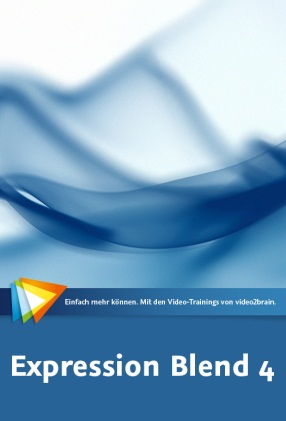 Einfach mehr können. Mit den Video-Trainings von video2brain.
Expression Blend 4